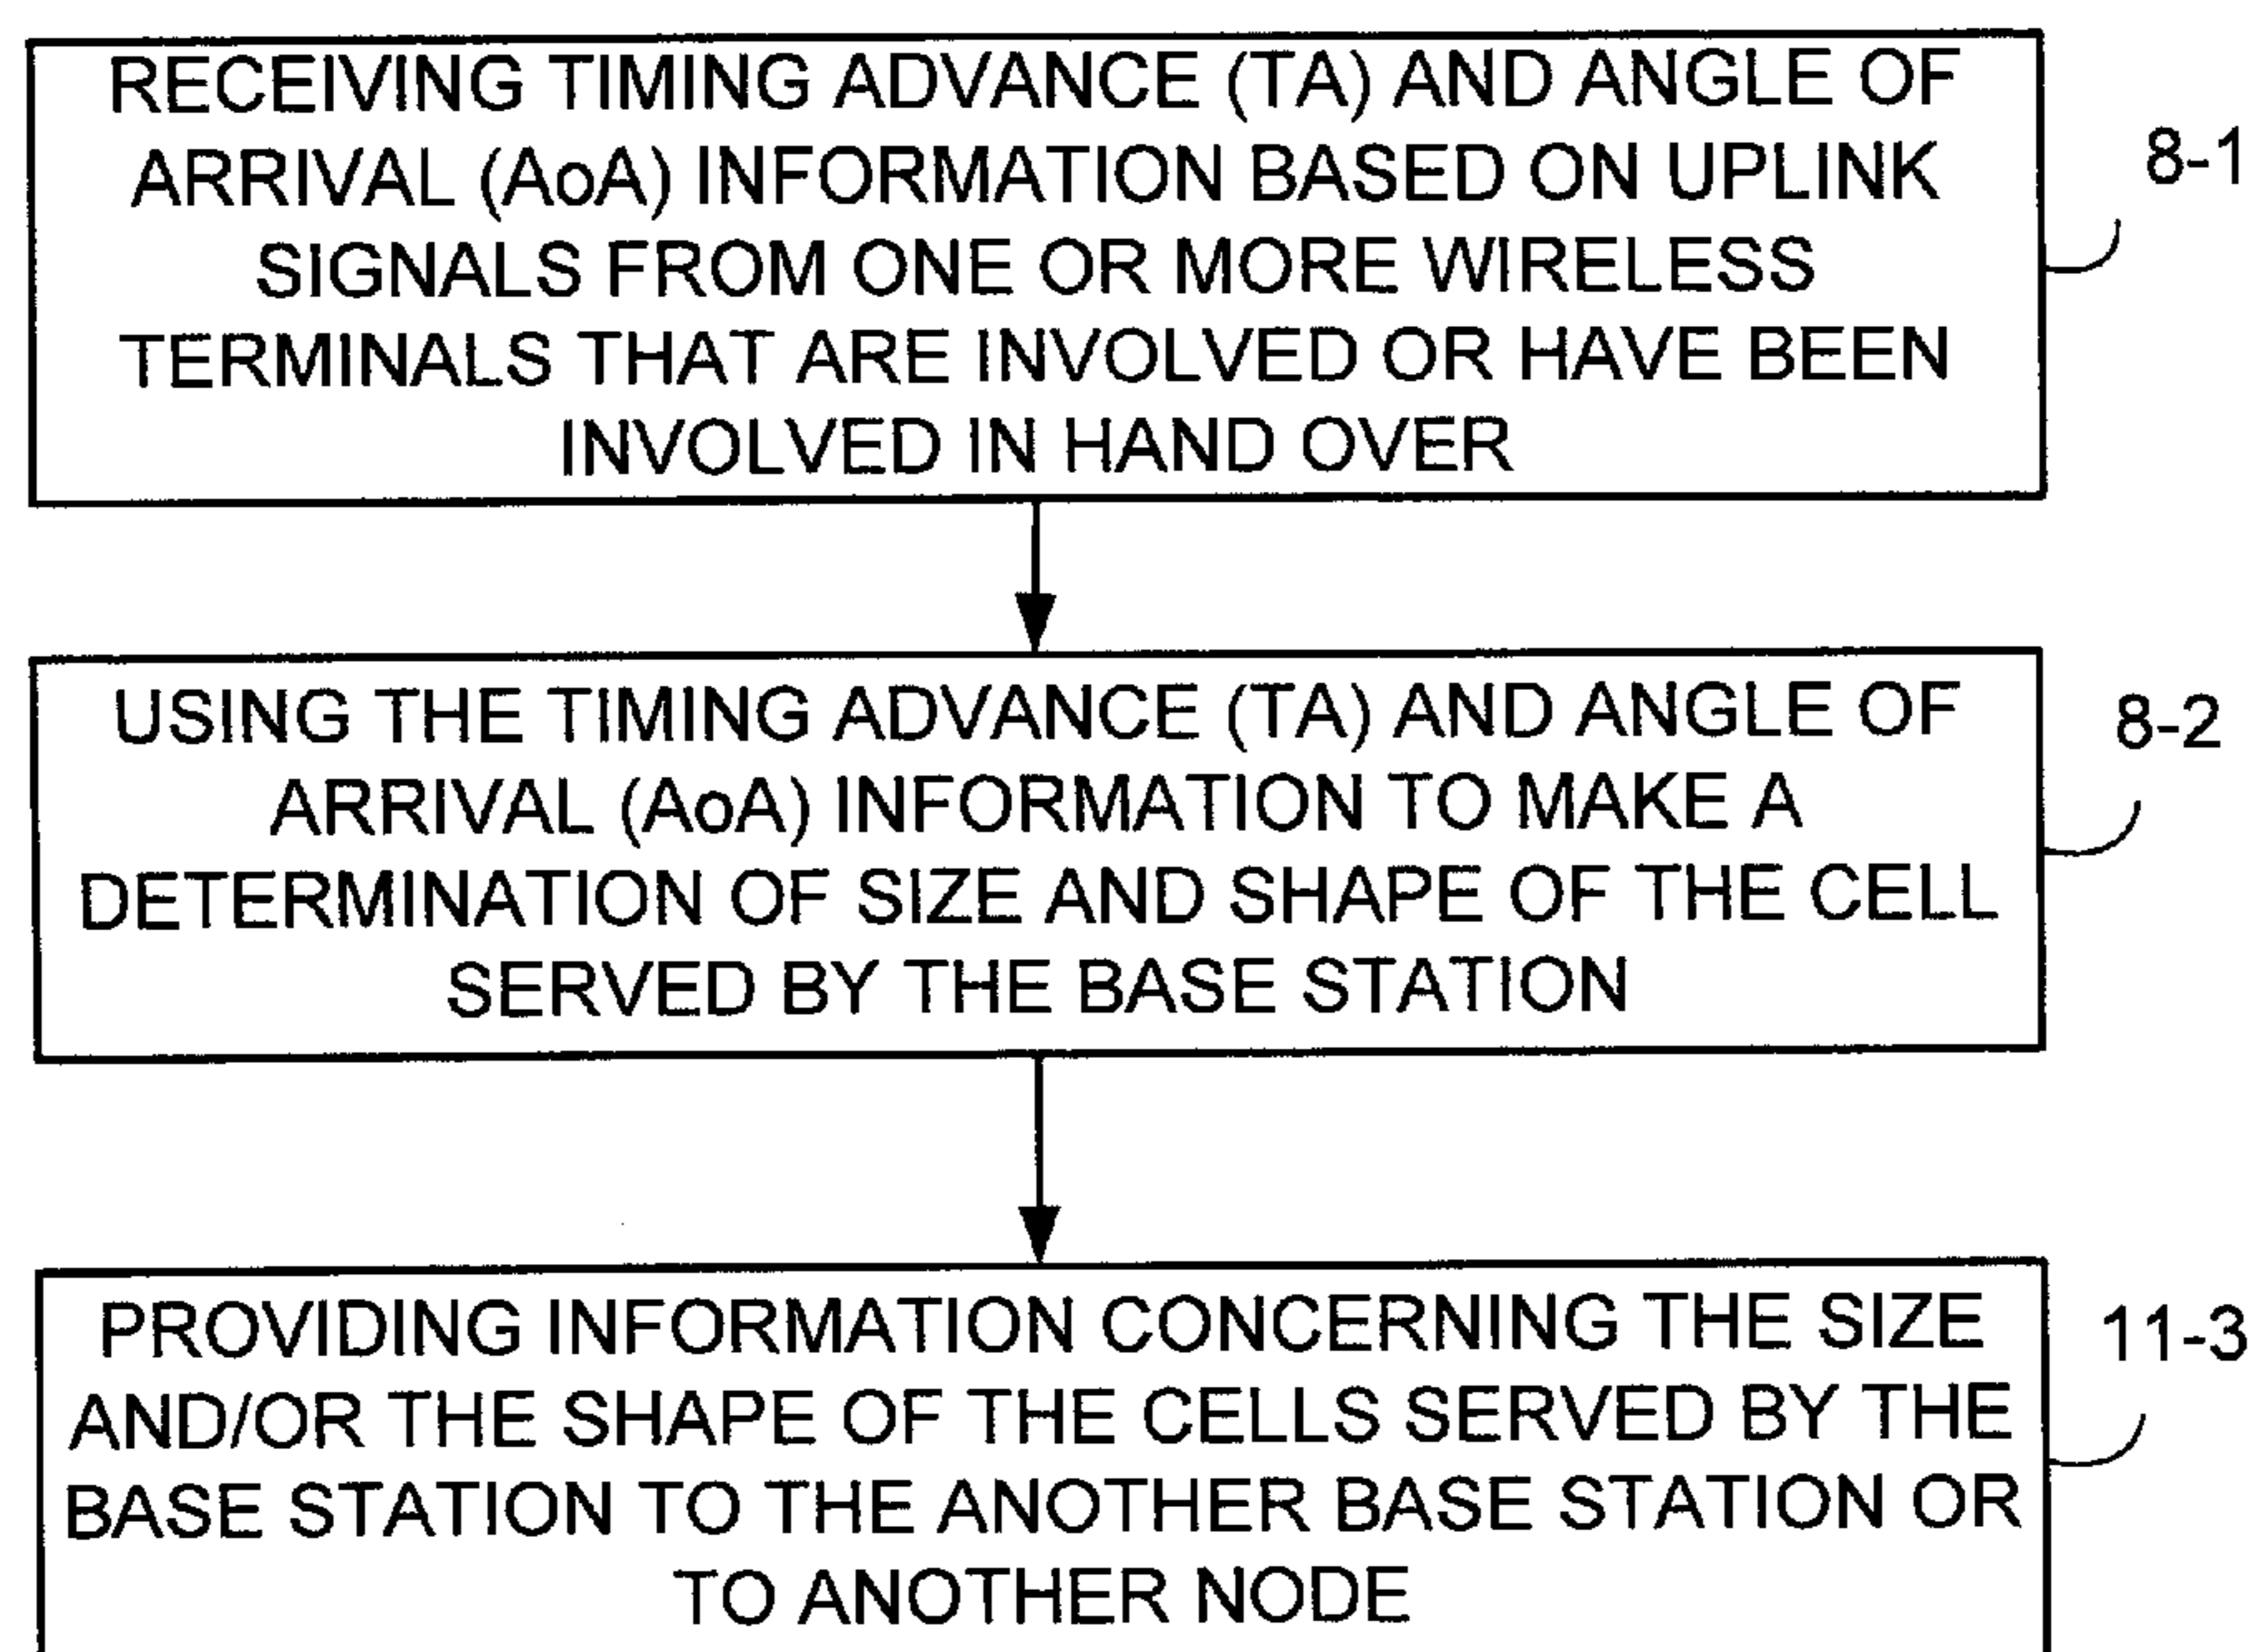 RECEIVING TIMING ADVANCE (TA) AND ANGLE OF
ARRIVAL (AoA) INFORMATION BASED ON UPLINK
SIGNALS FROM ONE OR MORE WIRELESS
TERMINALS THAT ARE INVOLVED OR HAVE BEEN
INVOLVED IN HAND OVER
8-1
USING THE TIMING ADVANCE (TA) AND ANGLE OF
ARRIVAL (AoA) INFORMATION TO MAKE A
DETERMINATION OF SIZE AND SHAPE OF THE CELL
SERVED BY THE BASE STATION
8-2
PROVIDING INFORMATION CONCERNING THE SIZE
AND/OR THE SHAPE OF THE CELLS SERVED BY THE
BASE STATION TO THE ANOTHER BASE STATION OR
TO ANOTHER NODE
11-3